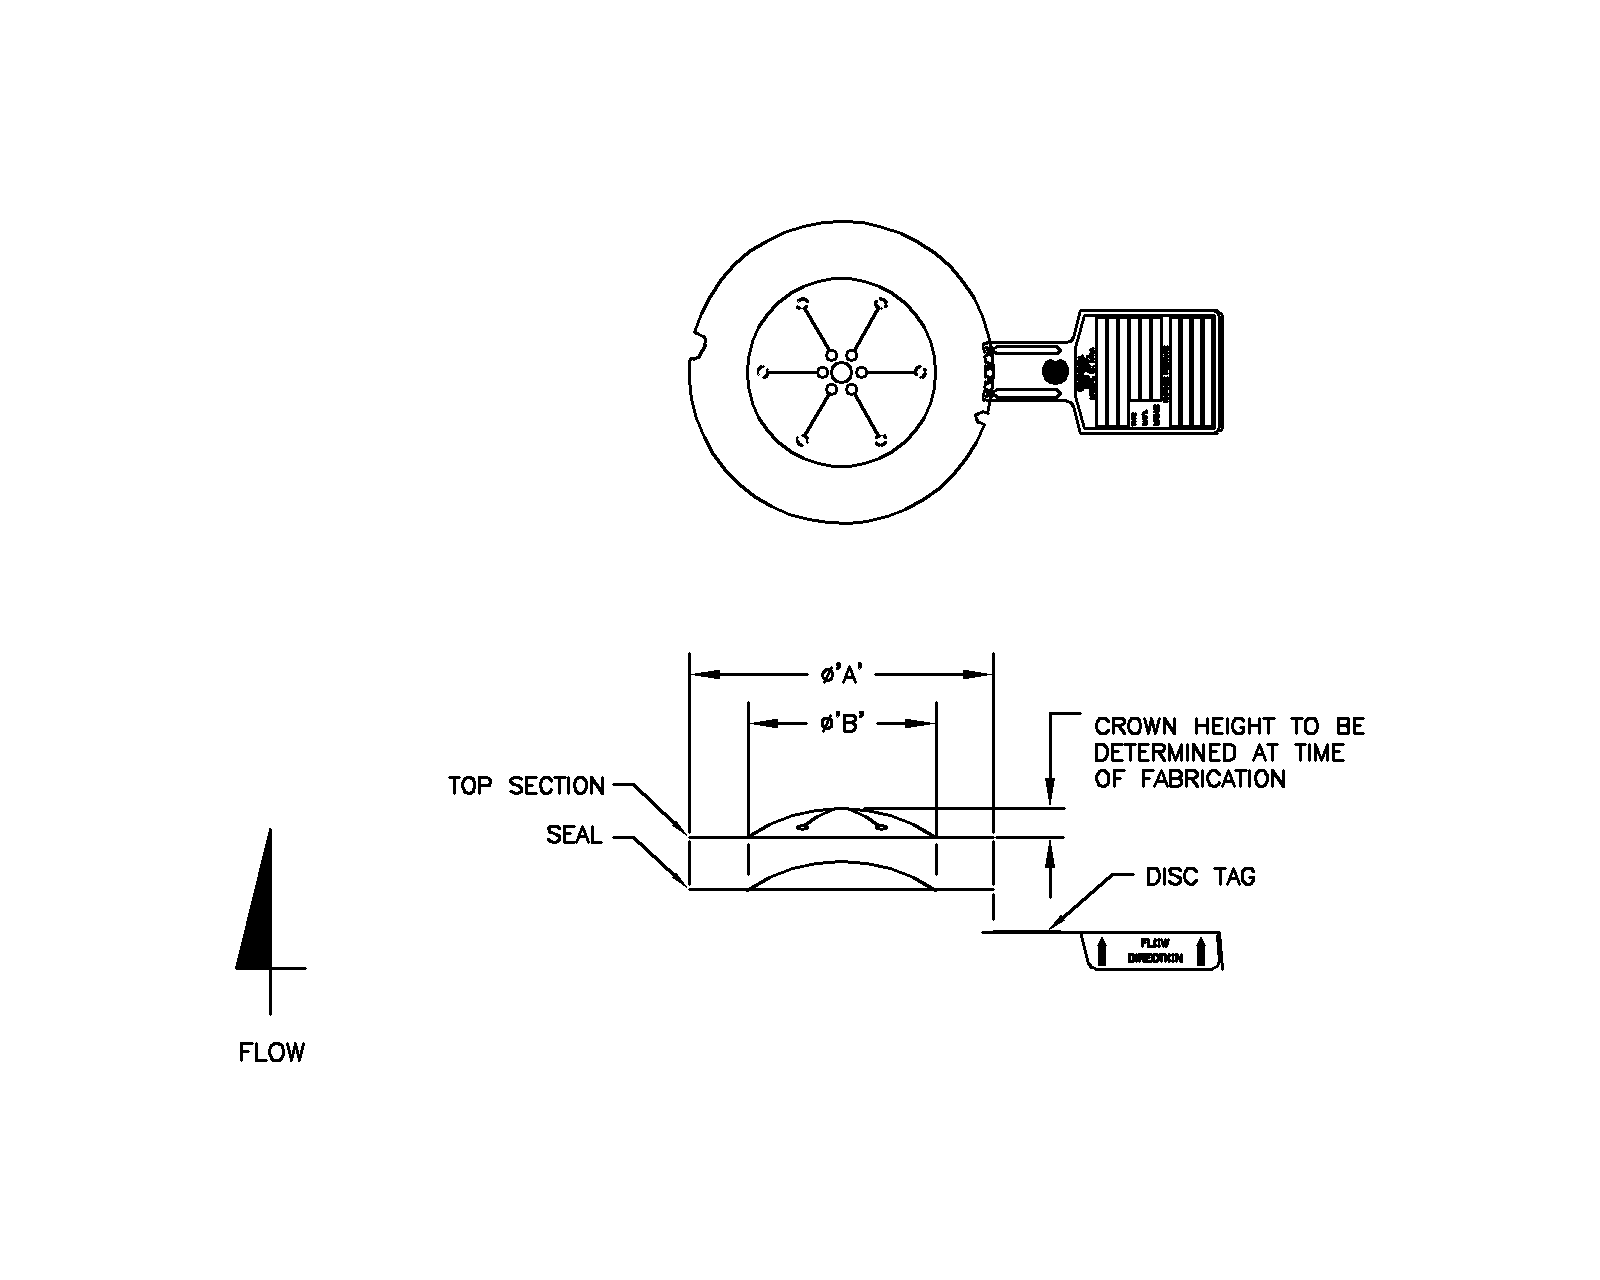 ø'A'
ø'B'
CROWN HEIGHT TO BE
DETERMINED AT TIME
OF FABRICATION
TOP SECTION
SEAL
DISC TAG
FLOW
DIRECTION
FLOW